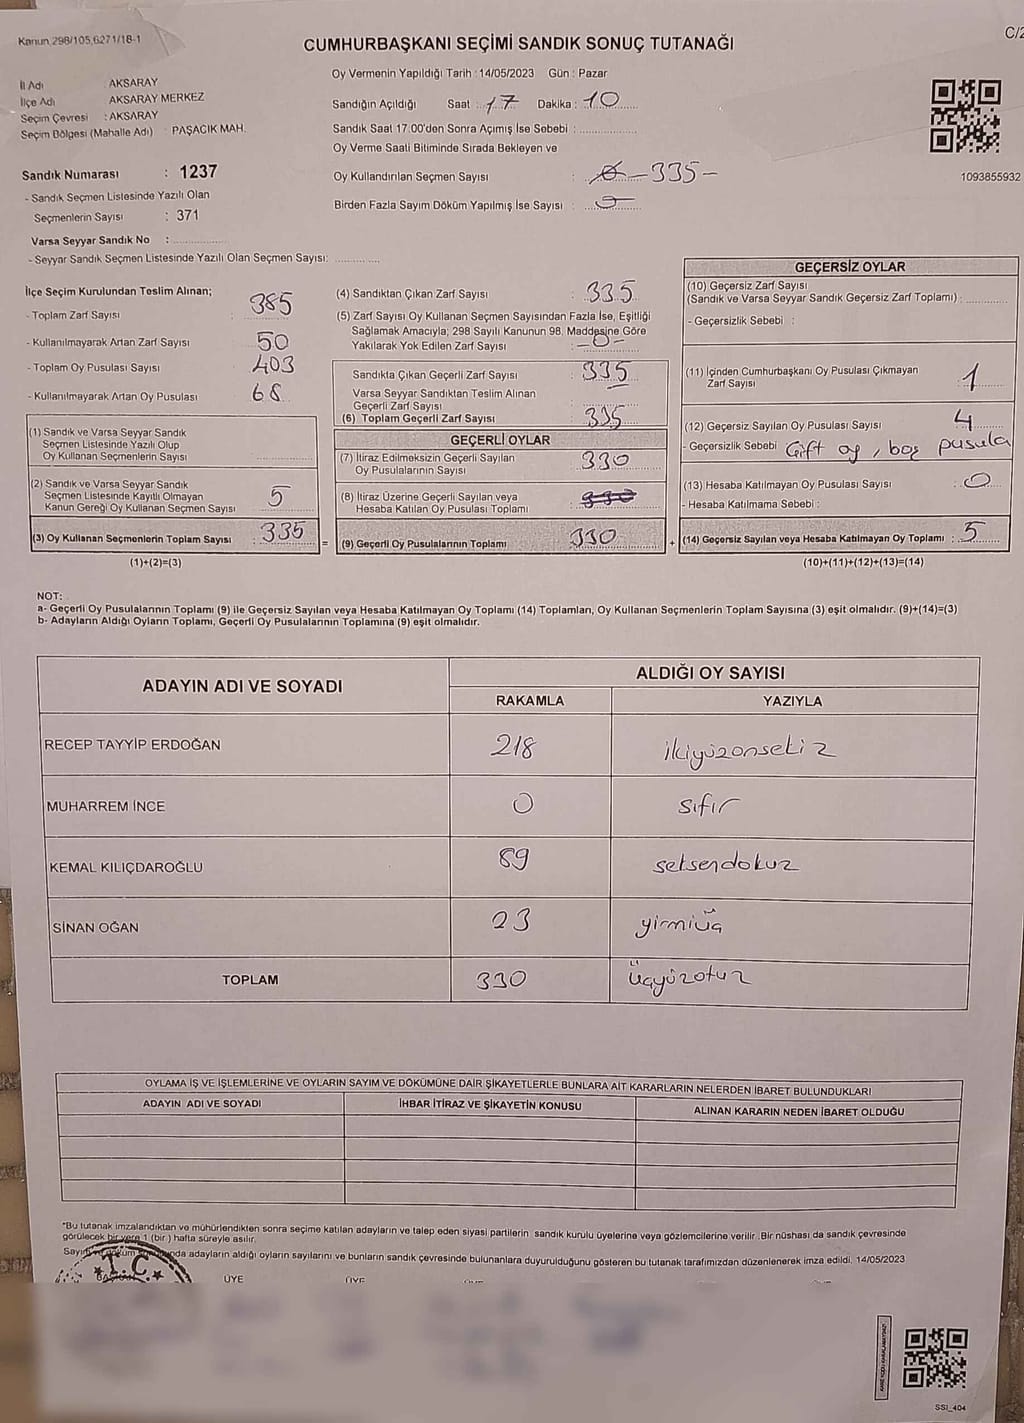 Kanun 298/105,6271/18-1
C/2
CUMHURBAŞKANI SEÇİMİ SANDIK SONUÇ TUTANAĞI
İl Adı AKSARAY
İlçe Adı AKSARAY MERKEZ
Seçim Çevresi : AKSARAY
Seçim Bölgesi (Mahalle Adı) PAŞACIK MAH.
Oy Vermenin Yapıldığı Tarih :14/05/2023 Gün : Pazar
Sandığın Açıldığı Saat : 17 Dakika : 10
Sandık Saat 17.00'den Sonra Açımış İse Sebebi :
Oy Verme Saati Bitiminde Sırada Bekleyen ve
Oy Kullandırılan Seçmen Sayısı : -335-
Birden Fazla Sayım Döküm Yapılmış İse Sayısı :
1093855932
Sandık Numarası : 1237
- Sandık Seçmen Listesinde Yazılı Olan
Seçmenlerin Sayısı : 371
Varsa Seyyar Sandık No :
- Seyyar Sandık Seçmen Listesinde Yazılı Olan Seçmen Sayısı:
İlçe Seçim Kurulundan Teslim Alınan;
- Toplam Zarf Sayısı : 385
- Kullanılmayarak Artan Zarf Sayısı 50
- Toplam Oy Pusulası Sayısı 403
- Kullanılmayarak Artan Oy Pusulası 68
(1) Sandık ve Varsa Seyyar Sandık
Seçmen Listesinde Yazılı Olup
Oy Kullanan Seçmenlerin Sayısı
(2) Sandık ve Varsa Seyyar Sandık
Seçmen Listesinde Kayıtlı Olmayan
Kanun Gereği Oy Kullanan Seçmen Sayısı 5
(3) Oy Kullanan Seçmenlerin Toplam Sayısı : 335
(1)+(2)=(3)
(4) Sandıktan Çıkan Zarf Sayısı : 335
(5) Zarf Sayısı Oy Kullanan Seçmen Sayısından Fazla İse, Eşitliği
Sağlamak Amacıyla; 298 Sayılı Kanunun 98. Maddesine Göre
Yakılarak Yok Edilen Zarf Sayısı : -0-
Sandıkta Çıkan Geçerli Zarf Sayısı : 335
Varsa Seyyar Sandıktan Teslim Alınan
Geçerli Zarf Sayısı
(6) Toplam Geçerli Zarf Sayısı : 335
GEÇERLİ OYLAR
(7) İtiraz Edilmeksizin Geçerli Sayılan
Oy Pusulalarının Sayısı : 330
(8) İtiraz Üzerine Geçerli Sayılan veya
Hesaba Katılan Oy Pusulası Toplamı :
= (9) Geçerli Oy Pusulalarının Toplamı 330
GEÇERSİZ OYLAR
(10) Geçersiz Zarf Sayısı
(Sandık ve Varsa Seyyar Sandık Geçersiz Zarf Toplamı) :
- Geçersizlik Sebebi :
(11) İçinden Cumhurbaşkanı Oy Pusulası Çıkmayan
Zarf Sayısı 1
(12) Geçersiz Sayılan Oy Pusulası Sayısı 4
- Geçersizlik Sebebi Çift oy, boş pusula
(13) Hesaba Katılmayan Oy Pusulası Sayısı : 0
- Hesaba Katılmama Sebebi :
+ (14) Geçersiz Sayılan veya Hesaba Katılmayan Oy Toplamı : 5
(10)+(11)+(12)+(13)=(14)
NOT:
a- Geçerli Oy Pusulalarının Toplamı (9) ile Geçersiz Sayılan veya Hesaba Katılmayan Oy Toplamı (14) Toplamları, Oy Kullanan Seçmenlerin Toplam Sayısına (3) eşit olmalıdır. (9)+(14)=(3)
b- Adayların Aldığı Oyların Toplamı, Geçerli Oy Pusulalarının Toplamına (9) eşit olmalıdır.
ADAYIN ADI VE SOYADI
ALDIĞI OY SAYISI
RAKAMLA YAZIYLA
RECEP TAYYİP ERDOĞAN 218 ikiyüzonsekiz
MUHARREM İNCE 0 sıfır
KEMAL KILIÇDAROĞLU 89 seksendokuz
SİNAN OĞAN 23 yirmiüç
TOPLAM 330 üçyüzotuz
OYLAMA İŞ VE İŞLEMLERİNE VE OYLARIN SAYIM VE DÖKÜMÜNE DAİR ŞİKAYETLERLE BUNLARA AİT KARARLARIN NELERDEN İBARET BULUNDUKLARI
ADAYIN ADI VE SOYADI İHBAR İTİRAZ VE ŞİKAYETİN KONUSU ALINAN KARARIN NEDEN İBARET OLDUĞU
*Bu tutanak imzalandıktan ve mühürlendikten sonra seçime katılan adayların ve talep eden siyasi partilerin sandık kurulu üyelerine veya gözlemcilerine verilir. Bir nüshası da sandık çevresinde
görülecek bir yere 1 (bir ) hafta süreyle asılır.
Sayım ve döküm adayların aldığı oyların sayılarını ve bunların sandık çevresinde bulunanlara duyurulduğunu gösteren bu tutanak tarafımızdan düzenlenerek imza edildi. 14/05/2023
T.C.
ÜYE ÜYE
SSI_404